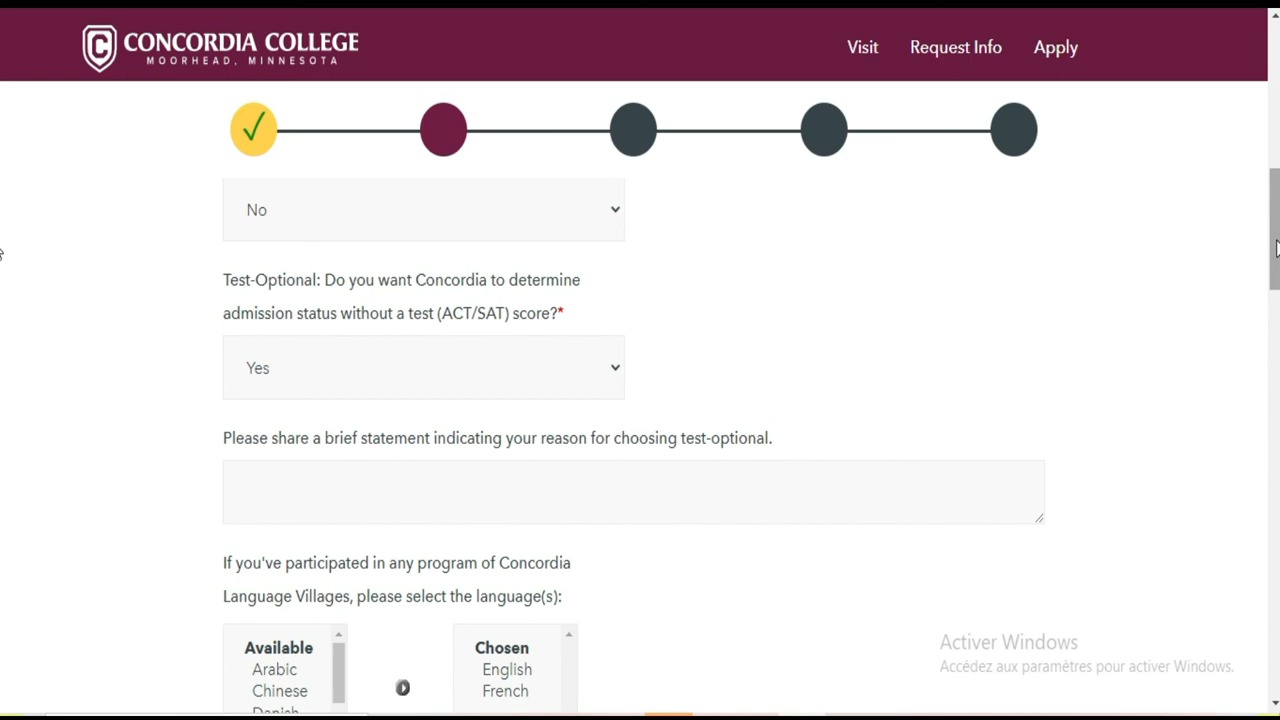 CONCORDIA COLLEGE
MOORHEAD, MINNESOTA
Visit Request Info Apply
No
Test-Optional: Do you want Concordia to determine
admission status without a test (ACT/SAT) score?*
Yes
Please share a brief statement indicating your reason for choosing test-optional.
If you've participated in any program of Concordia
Language Villages, please select the language(s):
Available
Arabic
Chinese
Danish
Chosen
English
French
Activer Windows
Accédez aux paramètres pour activer Windows.